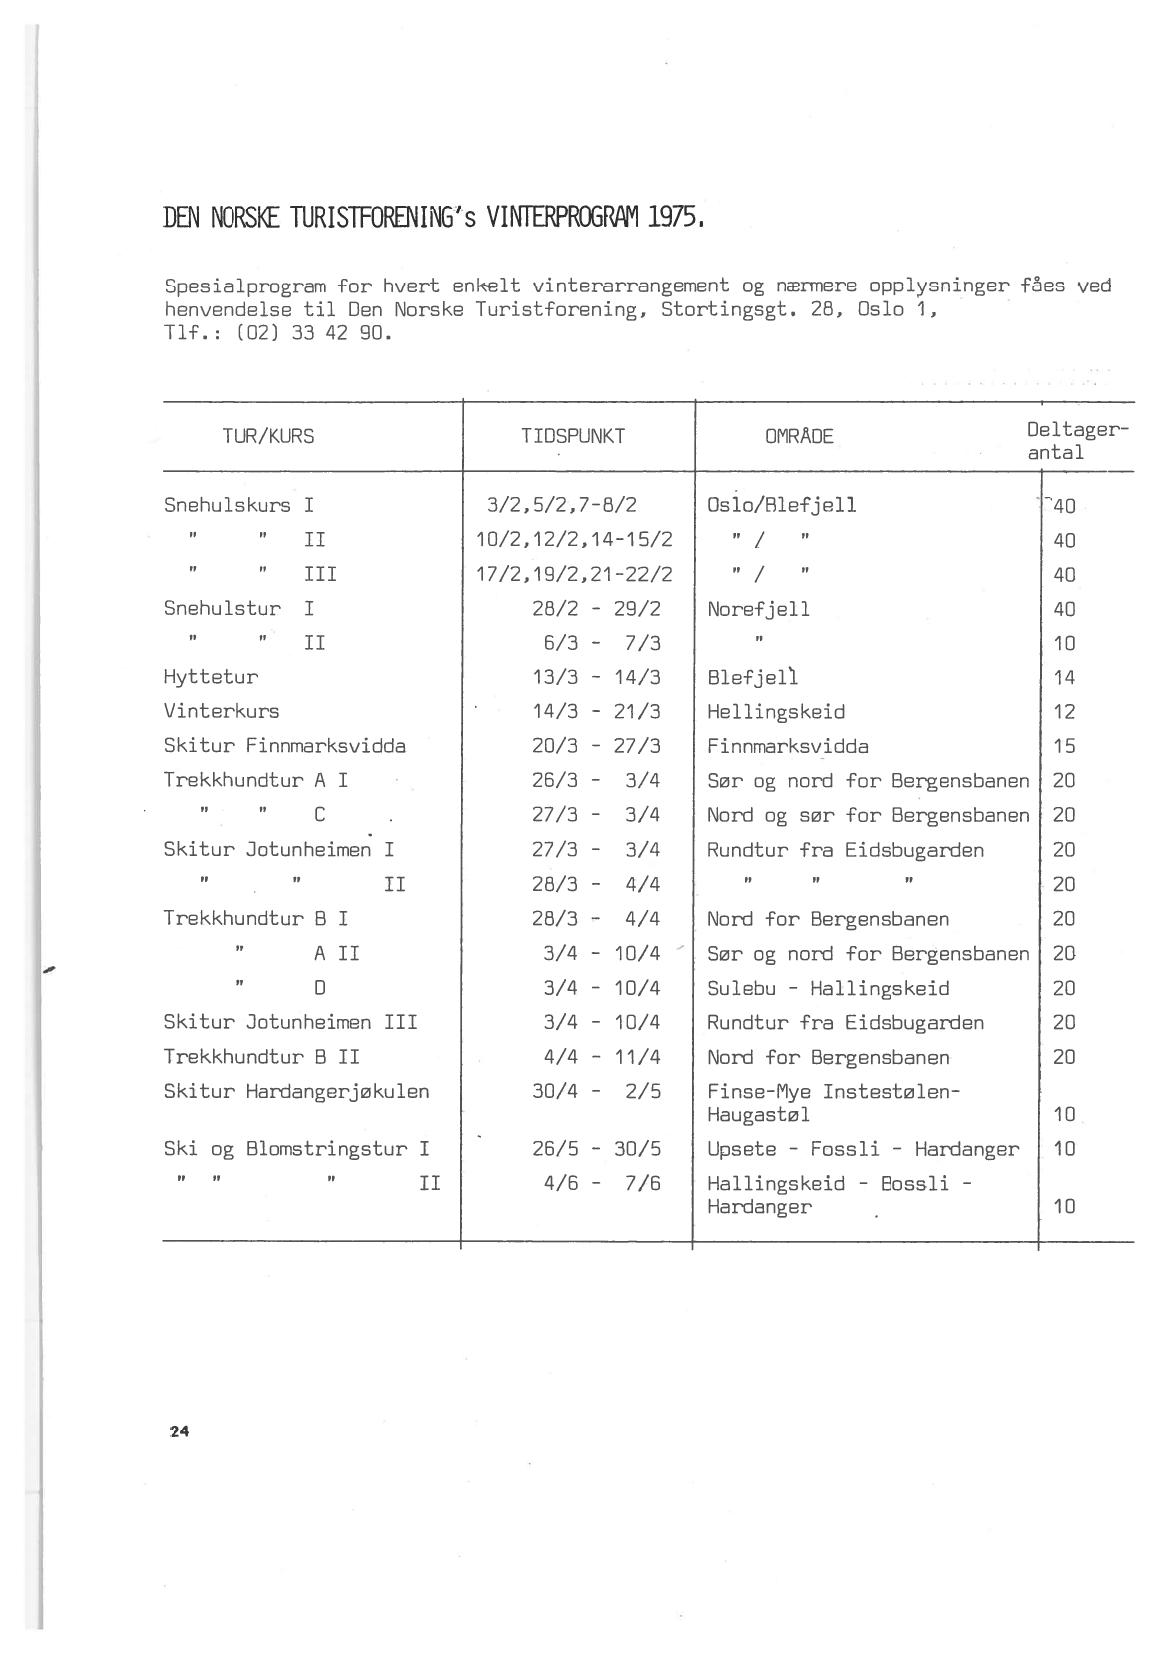 DEN NORSKE TURISTFORENING's VINTERPROGRAM 1975.
Spesialprogram for hvert enkelt vinterarrangement og nærmere opplysninger fåes ved
henvendelse til Den Norske Turistforening, Stortingsgt. 28, Oslo 1,
Tlf.: (02) 33 42 90.
TUR/KURS TIDSPUNKT OMRÅDE Deltager-
antal
Snehulskurs I 3/2,5/2,7-8/2 Oslo/Blefjell 40
" " II 10/2,12/2,14-15/2 " / " 40
" " III 17/2,19/2,21-22/2 " / " 40
Snehulstur I 28/2 - 29/2 Norefjell 40
" " II 6/3 - 7/3 " 10
Hyttetur 13/3 - 14/3 Blefjell 14
Vinterkurs 14/3 - 21/3 Hellingskeid 12
Skitur Finnmarksvidda 20/3 - 27/3 Finnmarksvidda 15
Trekkhundtur A I 26/3 - 3/4 Sør og nord for Bergensbanen 20
" " C 27/3 - 3/4 Nord og sør for Bergensbanen 20
Skitur Jotunheimen I 27/3 - 3/4 Rundtur fra Eidsbugarden 20
" " II 28/3 - 4/4 " " " 20
Trekkhundtur B I 28/3 - 4/4 Nord for Bergensbanen 20
" A II 3/4 - 10/4 Sør og nord for Bergensbanen 20
" D 3/4 - 10/4 Sulebu - Hallingskeid 20
Skitur Jotunheimen III 3/4 - 10/4 Rundtur fra Eidsbugarden 20
Trekkhundtur B II 4/4 - 11/4 Nord for Bergensbanen 20
Skitur Hardangerjøkulen 30/4 - 2/5 Finse-Mye Instestølen-
Haugastøl 10
Ski og Blomstringstur I 26/5 - 30/5 Upsete - Fossli - Hardanger 10
" " " II 4/6 - 7/6 Hallingskeid - Eossli -
Hardanger 10
24